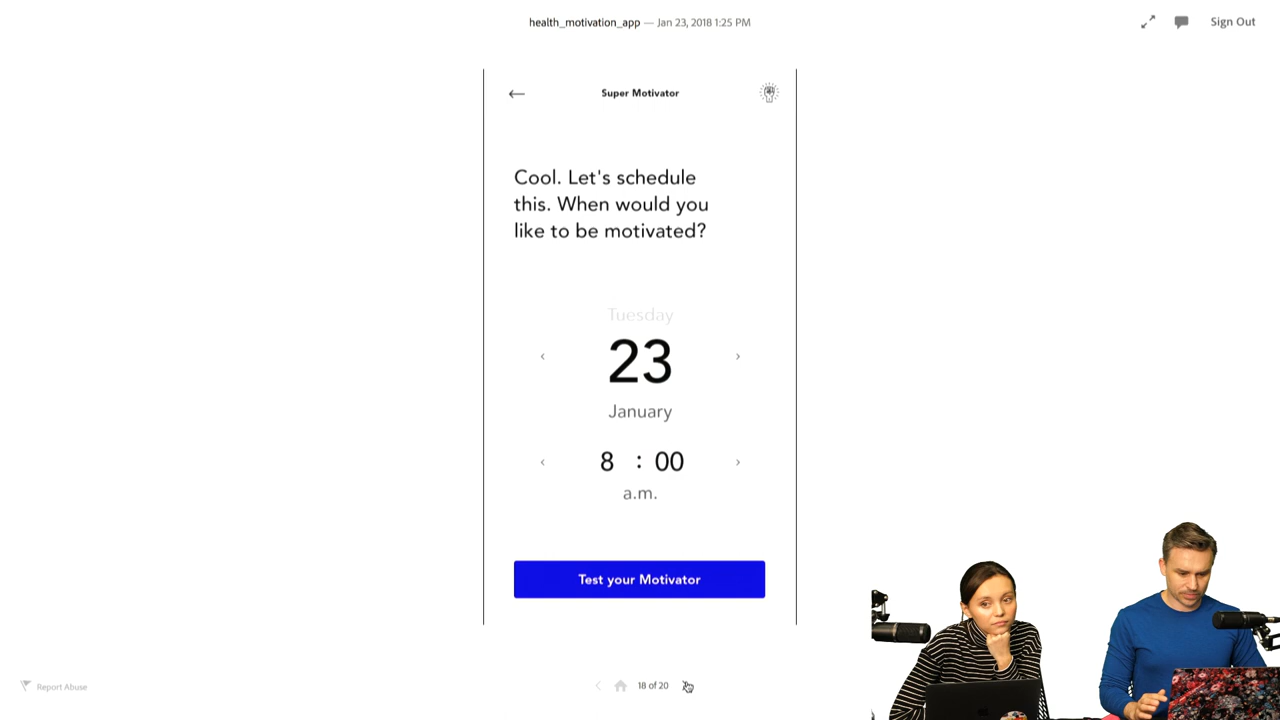 health_motivation_app — Jan 23, 2018 1:25 PM
Sign Out
Super Motivator
Cool. Let's schedule
this. When would you
like to be motivated?
Tuesday
23
January
8 : 00
a.m.
Test your Motivator
Report Abuse
18 of 20